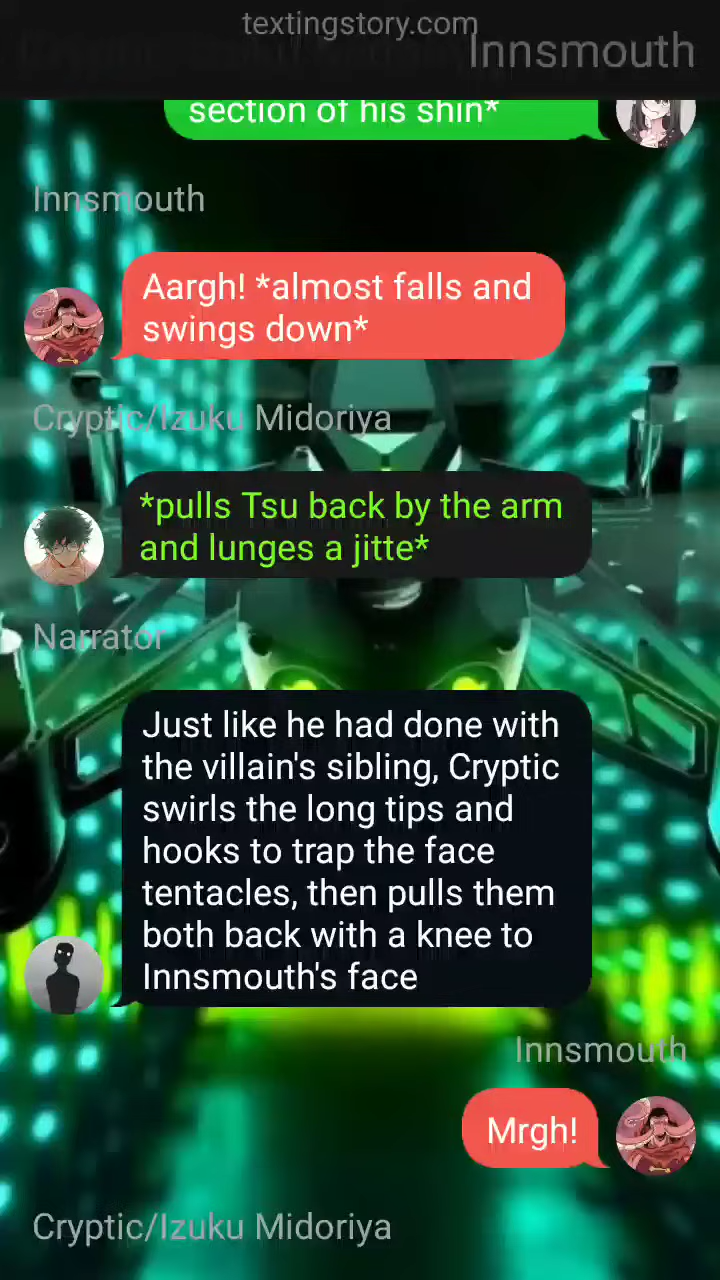 textingstory.com
Innsmouth
section of his shin*
Innsmouth
Aargh! *almost falls and
swings down*
Cryptic/Izuku Midoriya
*pulls Tsu back by the arm
and lunges a jitte*
Narrator
Just like he had done with
the villain's sibling, Cryptic
swirls the long tips and
hooks to trap the face
tentacles, then pulls them
both back with a knee to
Innsmouth's face
Innsmouth
Mrgh!
Cryptic/Izuku Midoriya